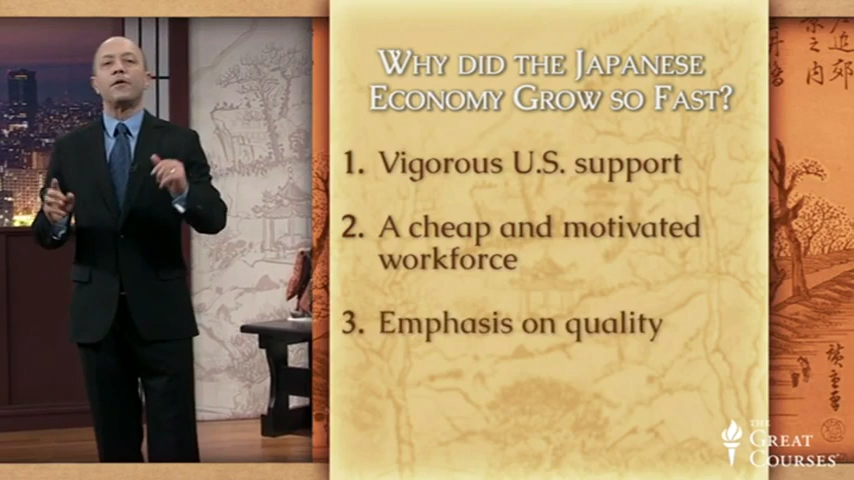 WHY DID THE JAPANESE
ECONOMY GROW SO FAST?
1. Vigorous U.S. support
2. A cheap and motivated
workforce
3. Emphasis on quality
THE
GREAT
COURSES